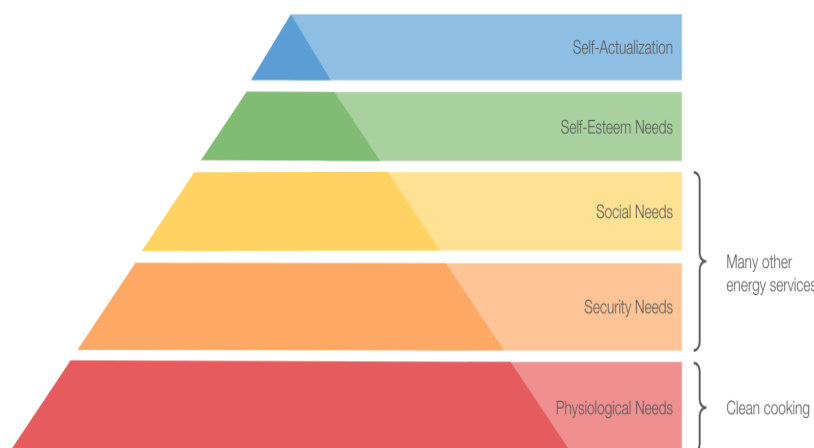 Self-Actualization
Self-Esteem Needs
Social Needs
Many other
energy services
Security Needs
Physiological Needs
Clean cooking